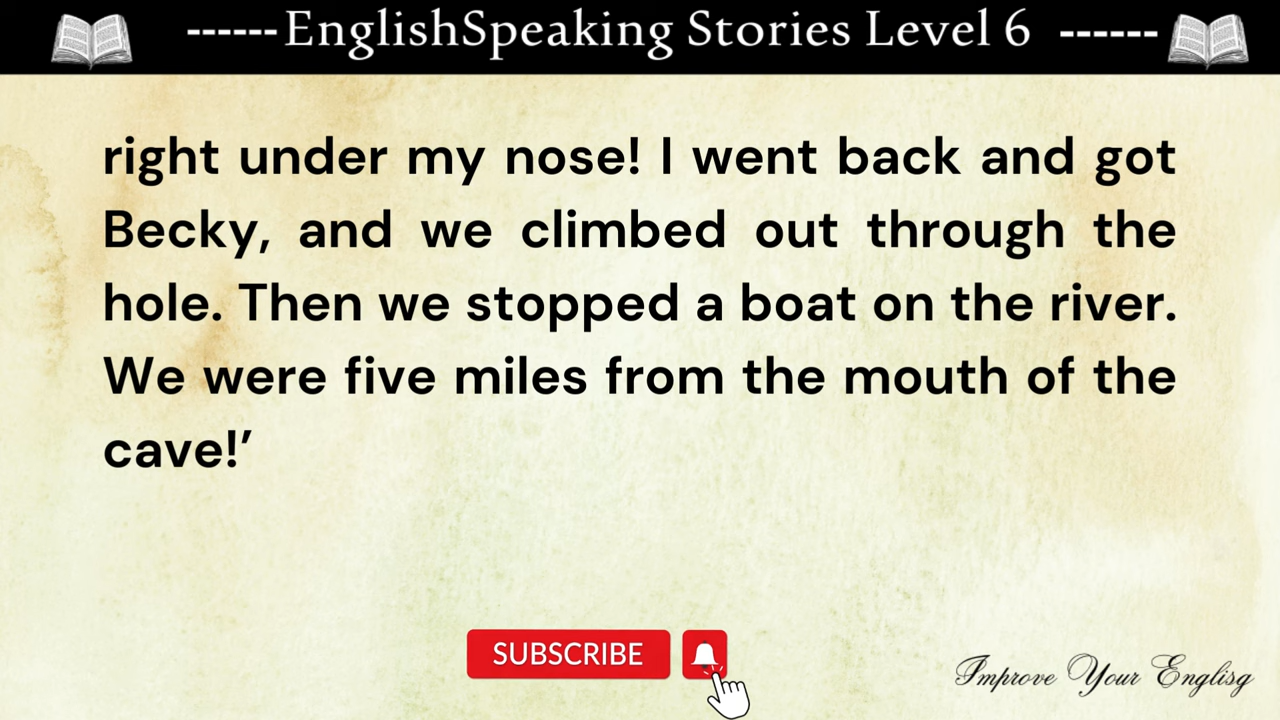 ------EnglishSpeaking Stories Level 6 ------
right under my nose! I went back and got
Becky, and we climbed out through the
hole. Then we stopped a boat on the river.
We were five miles from the mouth of the
cave!’
SUBSCRIBE
Improve Your Englisg